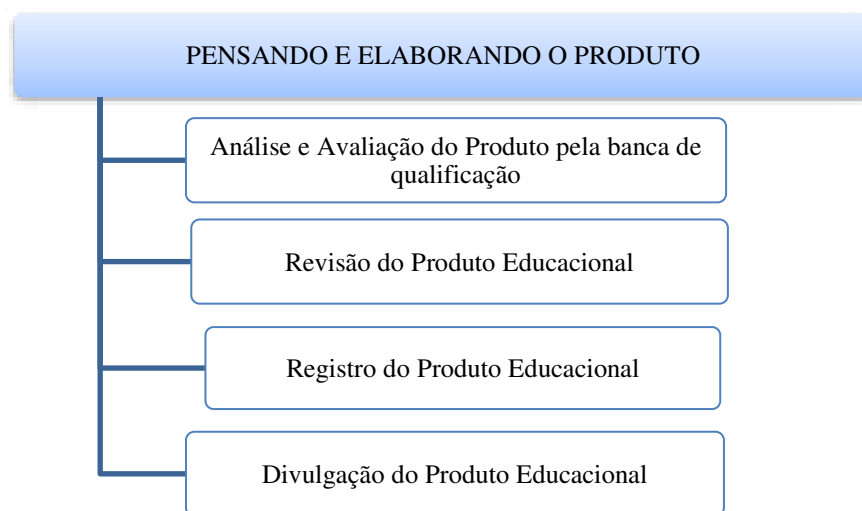 PENSANDO E ELABORANDO O PRODUTO
Análise e Avaliação do Produto pela banca de
qualificação
Revisão do Produto Educacional
Registro do Produto Educacional
Divulgação do Produto Educacional